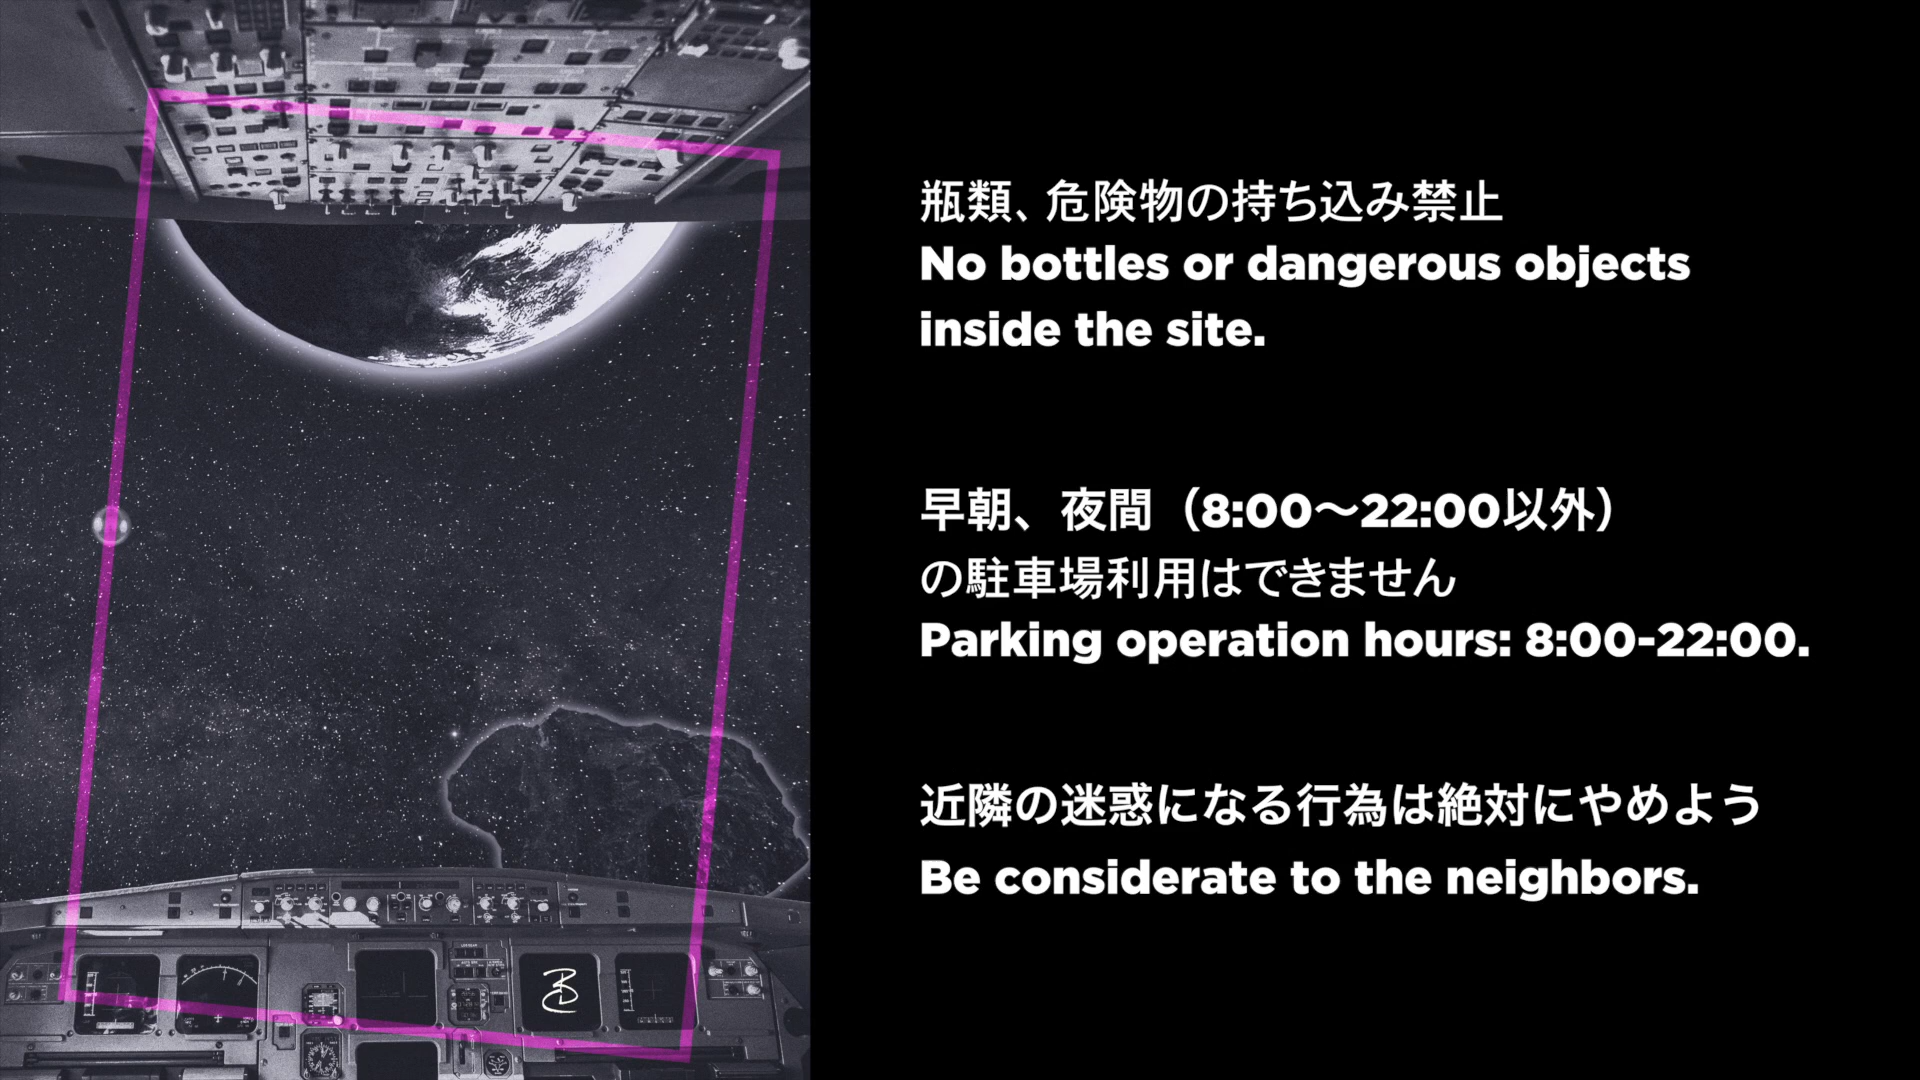 瓶類、危険物の持ち込み禁止
No bottles or dangerous objects
inside the site.
早朝、夜間（8:00〜22:00以外）
の駐車場利用はできません
Parking operation hours: 8:00-22:00.
近隣の迷惑になる行為は絶対にやめよう
Be considerate to the neighbors.